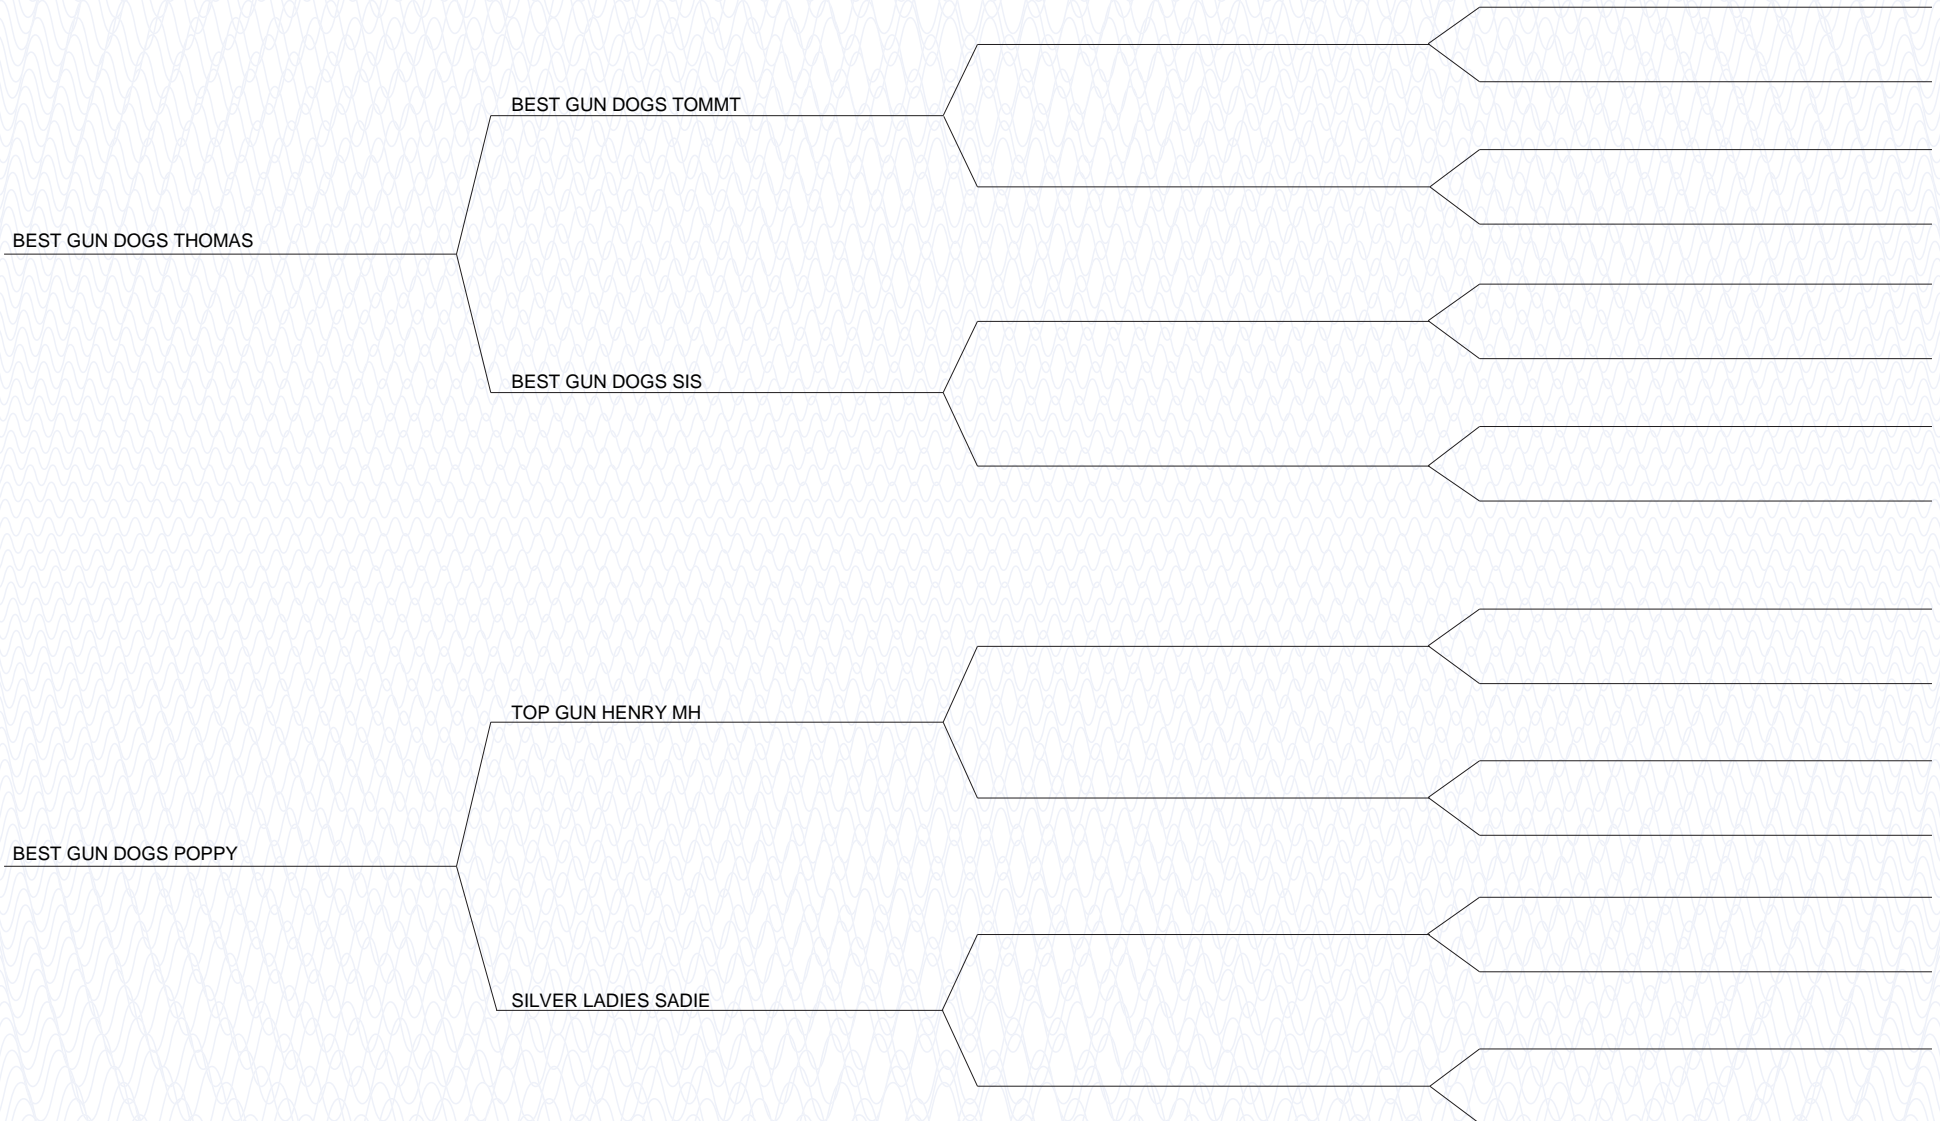 BEST GUN DOGS TOMMT
BEST GUN DOGS THOMAS
BEST GUN DOGS SIS
TOP GUN HENRY MH
BEST GUN DOGS POPPY
SILVER LADIES SADIE